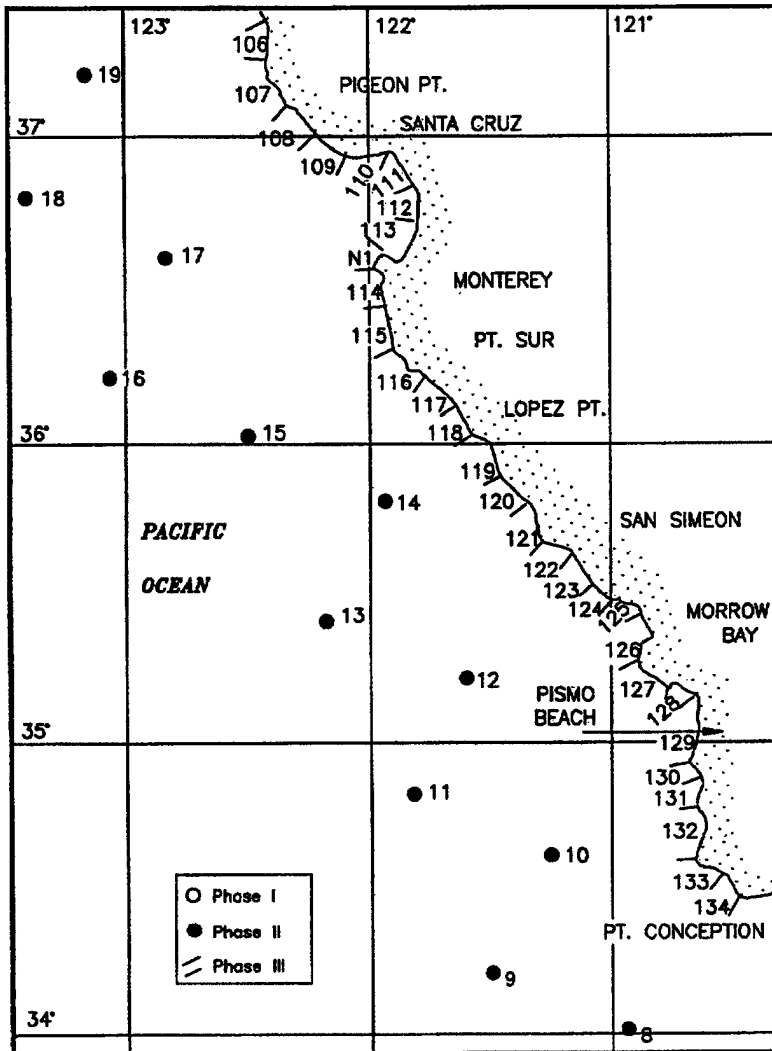 123°
122°
121°
106
19
107
PIGEON PT.
SANTA CRUZ
37°
108
109
110
111
18
112
113
17
N1
MONTEREY
114
115
PT. SUR
16
116
117
LOPEZ PT.
118
15
36°
119
14
120
SAN SIMEON
PACIFIC
OCEAN
121
122
123
124
125
MORROW
BAY
13
126
12
127
PISMO
BEACH
128
35°
129
130
11
131
132
10
133
134
PT. CONCEPTION
Phase I
Phase II
Phase III
9
34°
8